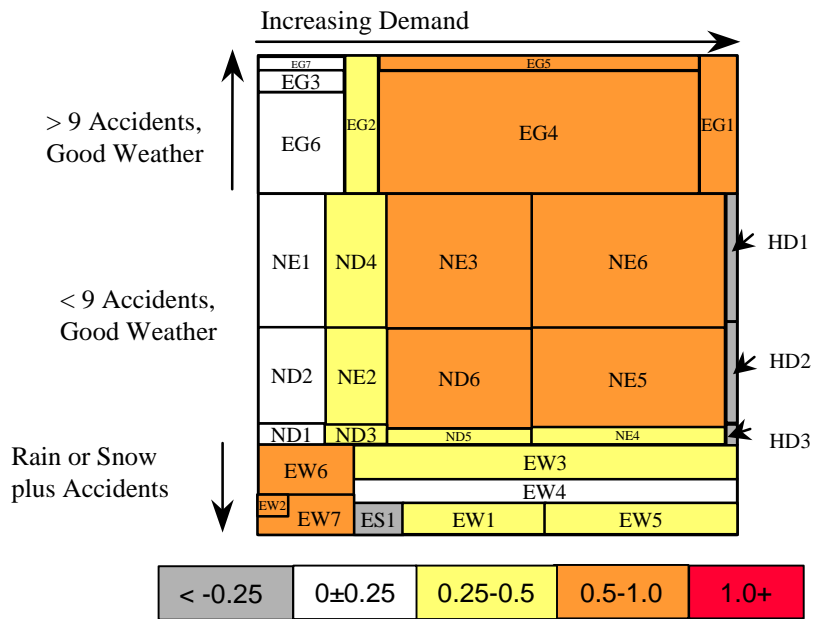 Increasing Demand
EG7
EG5
EG3
> 9 Accidents,
Good Weather
EG6
EG2
EG4
EG1
HD1
NE1
ND4
NE3
NE6
< 9 Accidents,
Good Weather
ND2
NE2
ND6
NE5
HD2
ND1
ND3
ND5
NE4
HD3
Rain or Snow
plus Accidents
EW6
EW3
EW4
EW2
EW7
ES1
EW1
EW5
< -0.25
0±0.25
0.25-0.5
0.5-1.0
1.0+